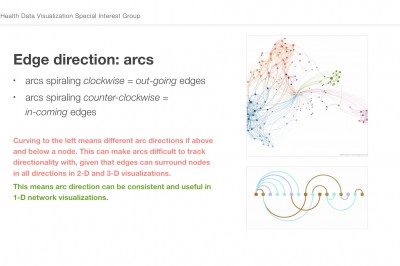 Health Data Visualization Special Interest Group
Edge direction: arcs
• arcs spiraling clockwise = out-going edges
• arcs spiraling counter-clockwise =
in-coming edges
Curving to the left means different arc directions if above
and below a node. This can make arcs difficult to track
directionality with, given that edges can surround nodes
in all directions in 2-D and 3-D visualizations.
This means arc direction can be consistent and useful in
1-D network visualizations.